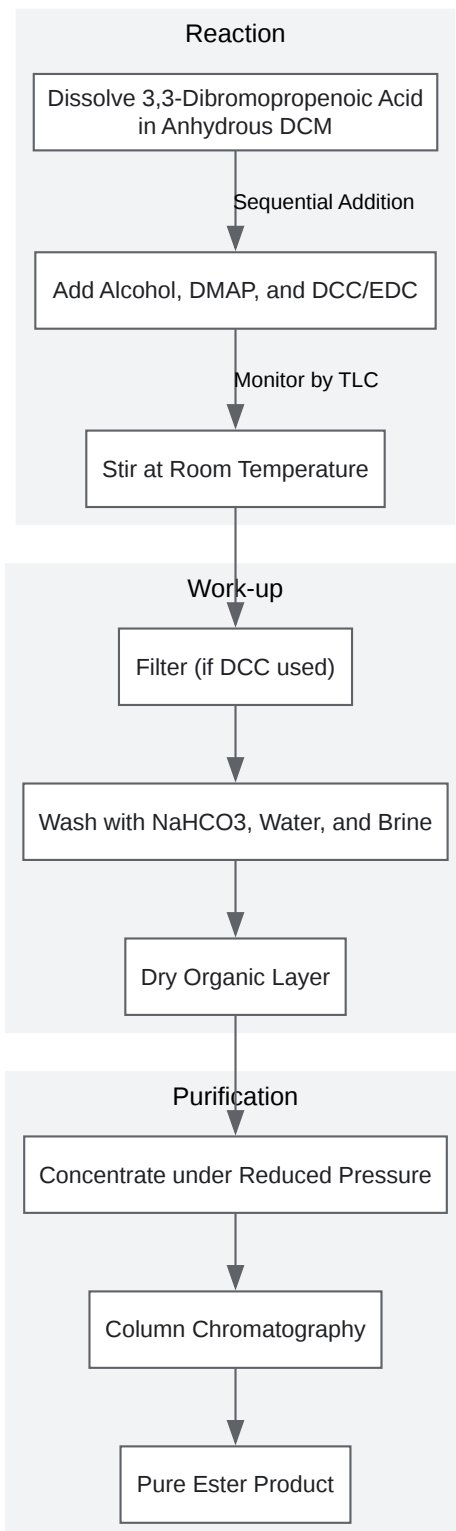 Reaction
Dissolve 3,3-Dibromopropenoic Acid
in Anhydrous DCM
Sequential Addition
Add Alcohol, DMAP, and DCC/EDC
Monitor by TLC
Stir at Room Temperature
Work-up
Filter (if DCC used)
Wash with NaHCO3, Water, and Brine
Dry Organic Layer
Purification
Concentrate under Reduced Pressure
Column Chromatography
Pure Ester Product